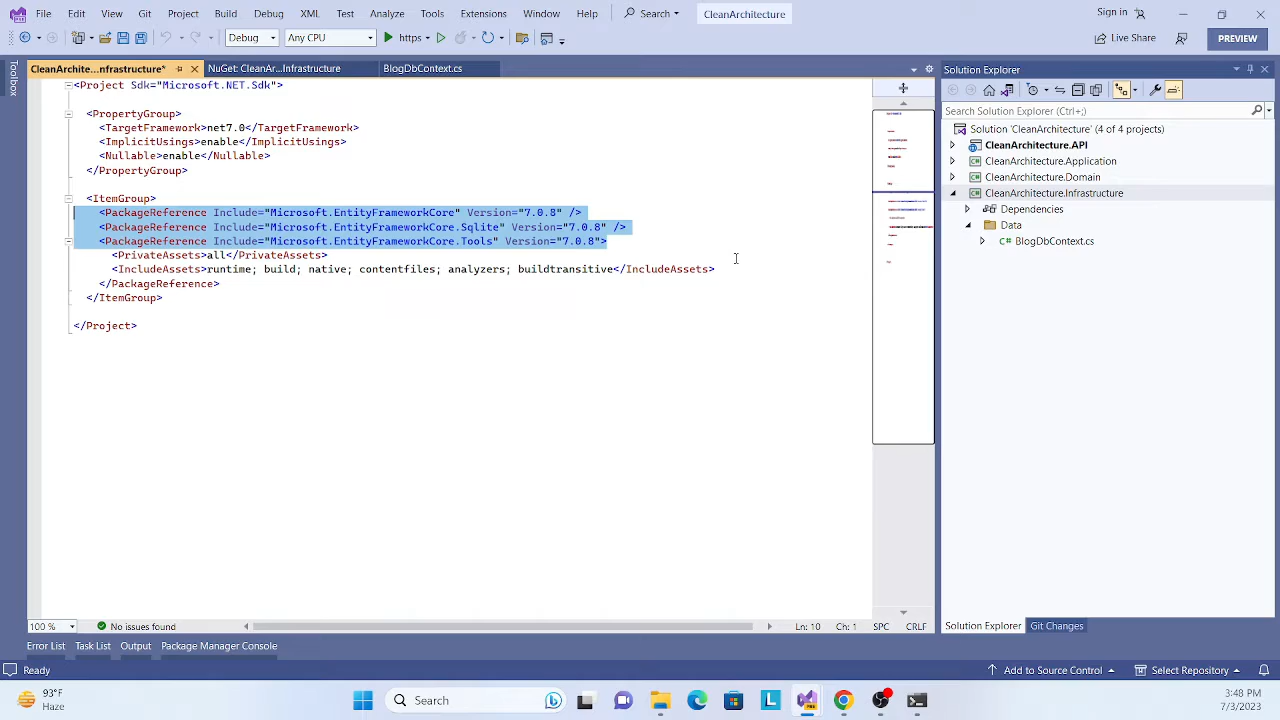 File Edit View Git Project Build Debug XML Test Analyze Tools Extensions Window Help Search CleanArchitecture Sign in
Debug Any CPU https Live Share PREVIEW
Toolbox
CleanArchite...nfrastructure* NuGet: CleanAr...Infrastructure BlogDbContext.cs
<Project Sdk="Microsoft.NET.Sdk">
<PropertyGroup>
<TargetFramework>net7.0</TargetFramework>
<ImplicitUsings>enable</ImplicitUsings>
<Nullable>enable</Nullable>
</PropertyGroup>
<ItemGroup>
<PackageReference Include="Microsoft.EntityFrameworkCore" Version="7.0.8" />
<PackageReference Include="Microsoft.EntityFrameworkCore.Sqlite" Version="7.0.8" />
<PackageReference Include="Microsoft.EntityFrameworkCore.Tools" Version="7.0.8">
<PrivateAssets>all</PrivateAssets>
<IncludeAssets>runtime; build; native; contentfiles; analyzers; buildtransitive</IncludeAssets>
</PackageReference>
</ItemGroup>
</Project>
100 % No issues found Ln: 10 Ch: 1 SPC CRLF
Solution Explorer
Search Solution Explorer (Ctrl+;)
Solution 'CleanArchitecture' (4 of 4 projects)
CleanArchitecture.API
CleanArchitecture.Application
CleanArchitecture.Domain
CleanArchitecture.Infrastructure
Dependencies
Data
C# BlogDbContext.cs
Solution Explorer Git Changes
Error List Task List Output Package Manager Console
Ready Add to Source Control Select Repository
93°F
Haze
Search
3:48 PM
7/3/2023